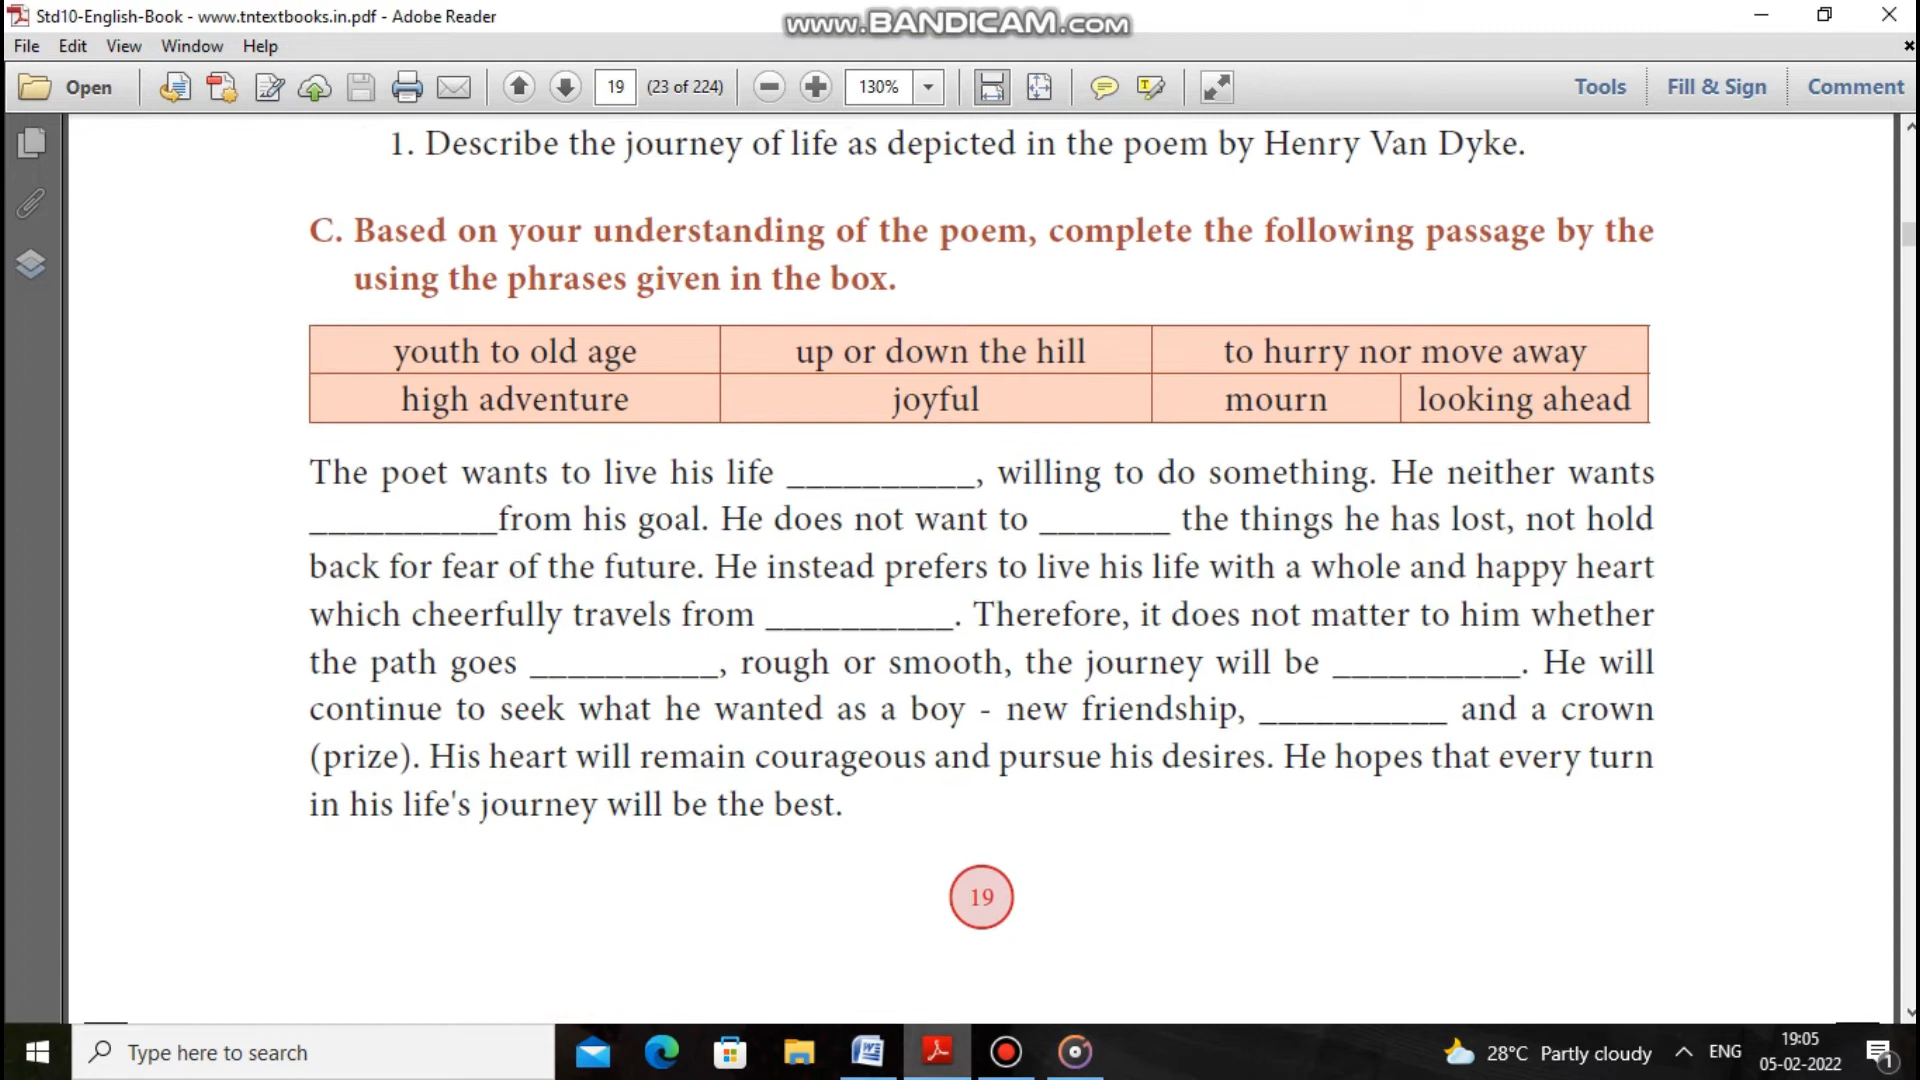 Std10-English-Book - www.tntextbooks.in.pdf - Adobe Reader
www.BANDICAM.com
File Edit View Window Help
Open 19 (23 of 224) 130% Tools Fill & Sign Comment
1. Describe the journey of life as depicted in the poem by Henry Van Dyke.
C. Based on your understanding of the poem, complete the following passage by the
using the phrases given in the box.
youth to old age up or down the hill to hurry nor move away
high adventure joyful mourn looking ahead
The poet wants to live his life __________, willing to do something. He neither wants
__________from his goal. He does not want to _______ the things he has lost, not hold
back for fear of the future. He instead prefers to live his life with a whole and happy heart
which cheerfully travels from __________. Therefore, it does not matter to him whether
the path goes __________, rough or smooth, the journey will be __________. He will
continue to seek what he wanted as a boy - new friendship, __________ and a crown
(prize). His heart will remain courageous and pursue his desires. He hopes that every turn
in his life's journey will be the best.
19
Type here to search
28°C Partly cloudy ENG 19:05
05-02-2022
1